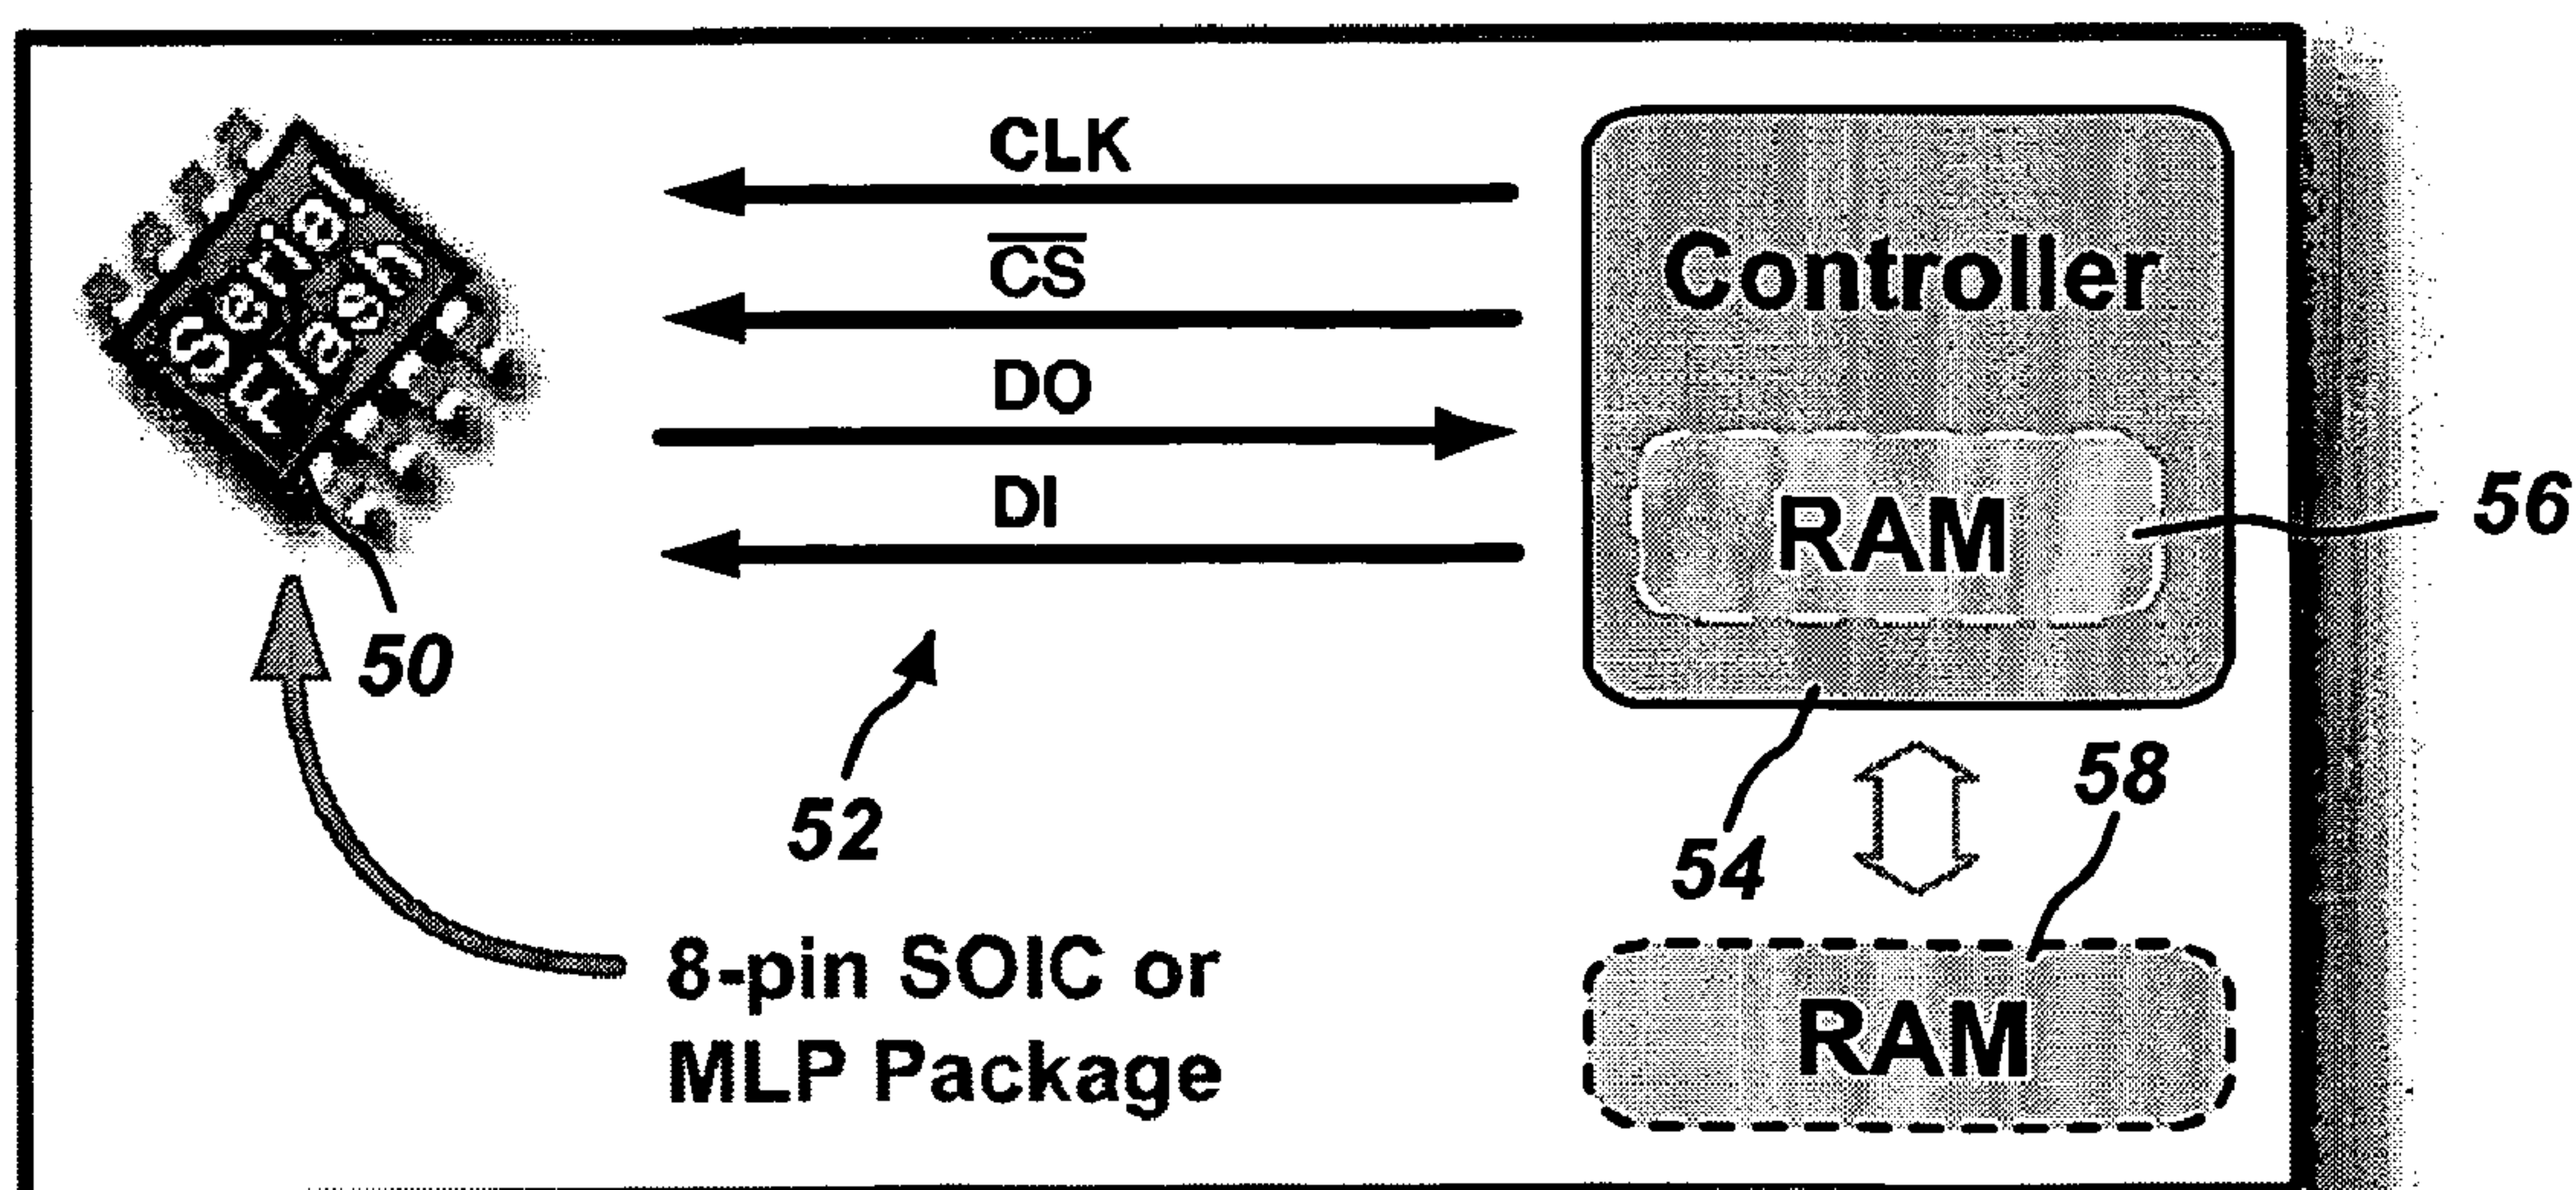 CLK
CS
DO
DI
Serial
Flash
Controller
RAM
56
50
52
54
58
8-pin SOIC or
MLP Package
RAM